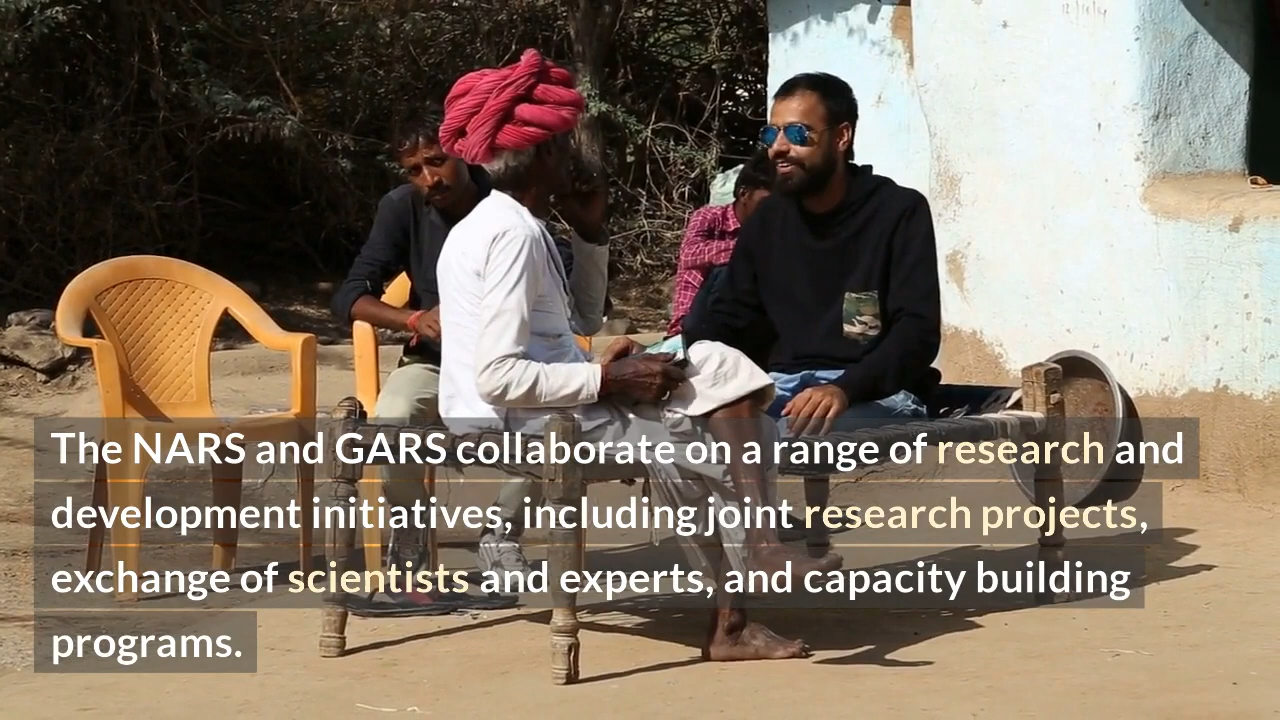 The NARS and GARS collaborate on a range of research and
development initiatives, including joint research projects,
exchange of scientists and experts, and capacity building
programs.